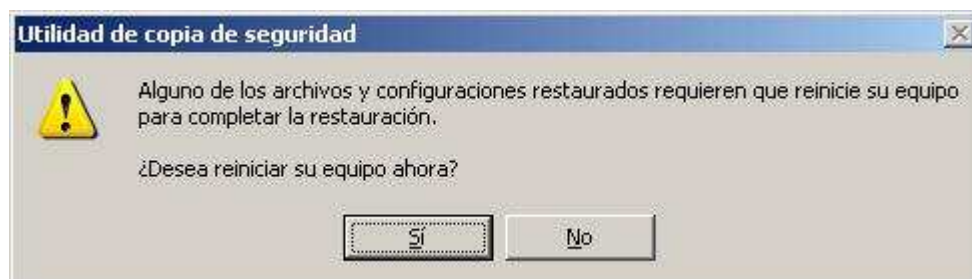 Utilidad de copia de seguridad
Alguno de los archivos y configuraciones restaurados requieren que reinicie su equipo
para completar la restauración.
¿Desea reiniciar su equipo ahora?
Sí
No